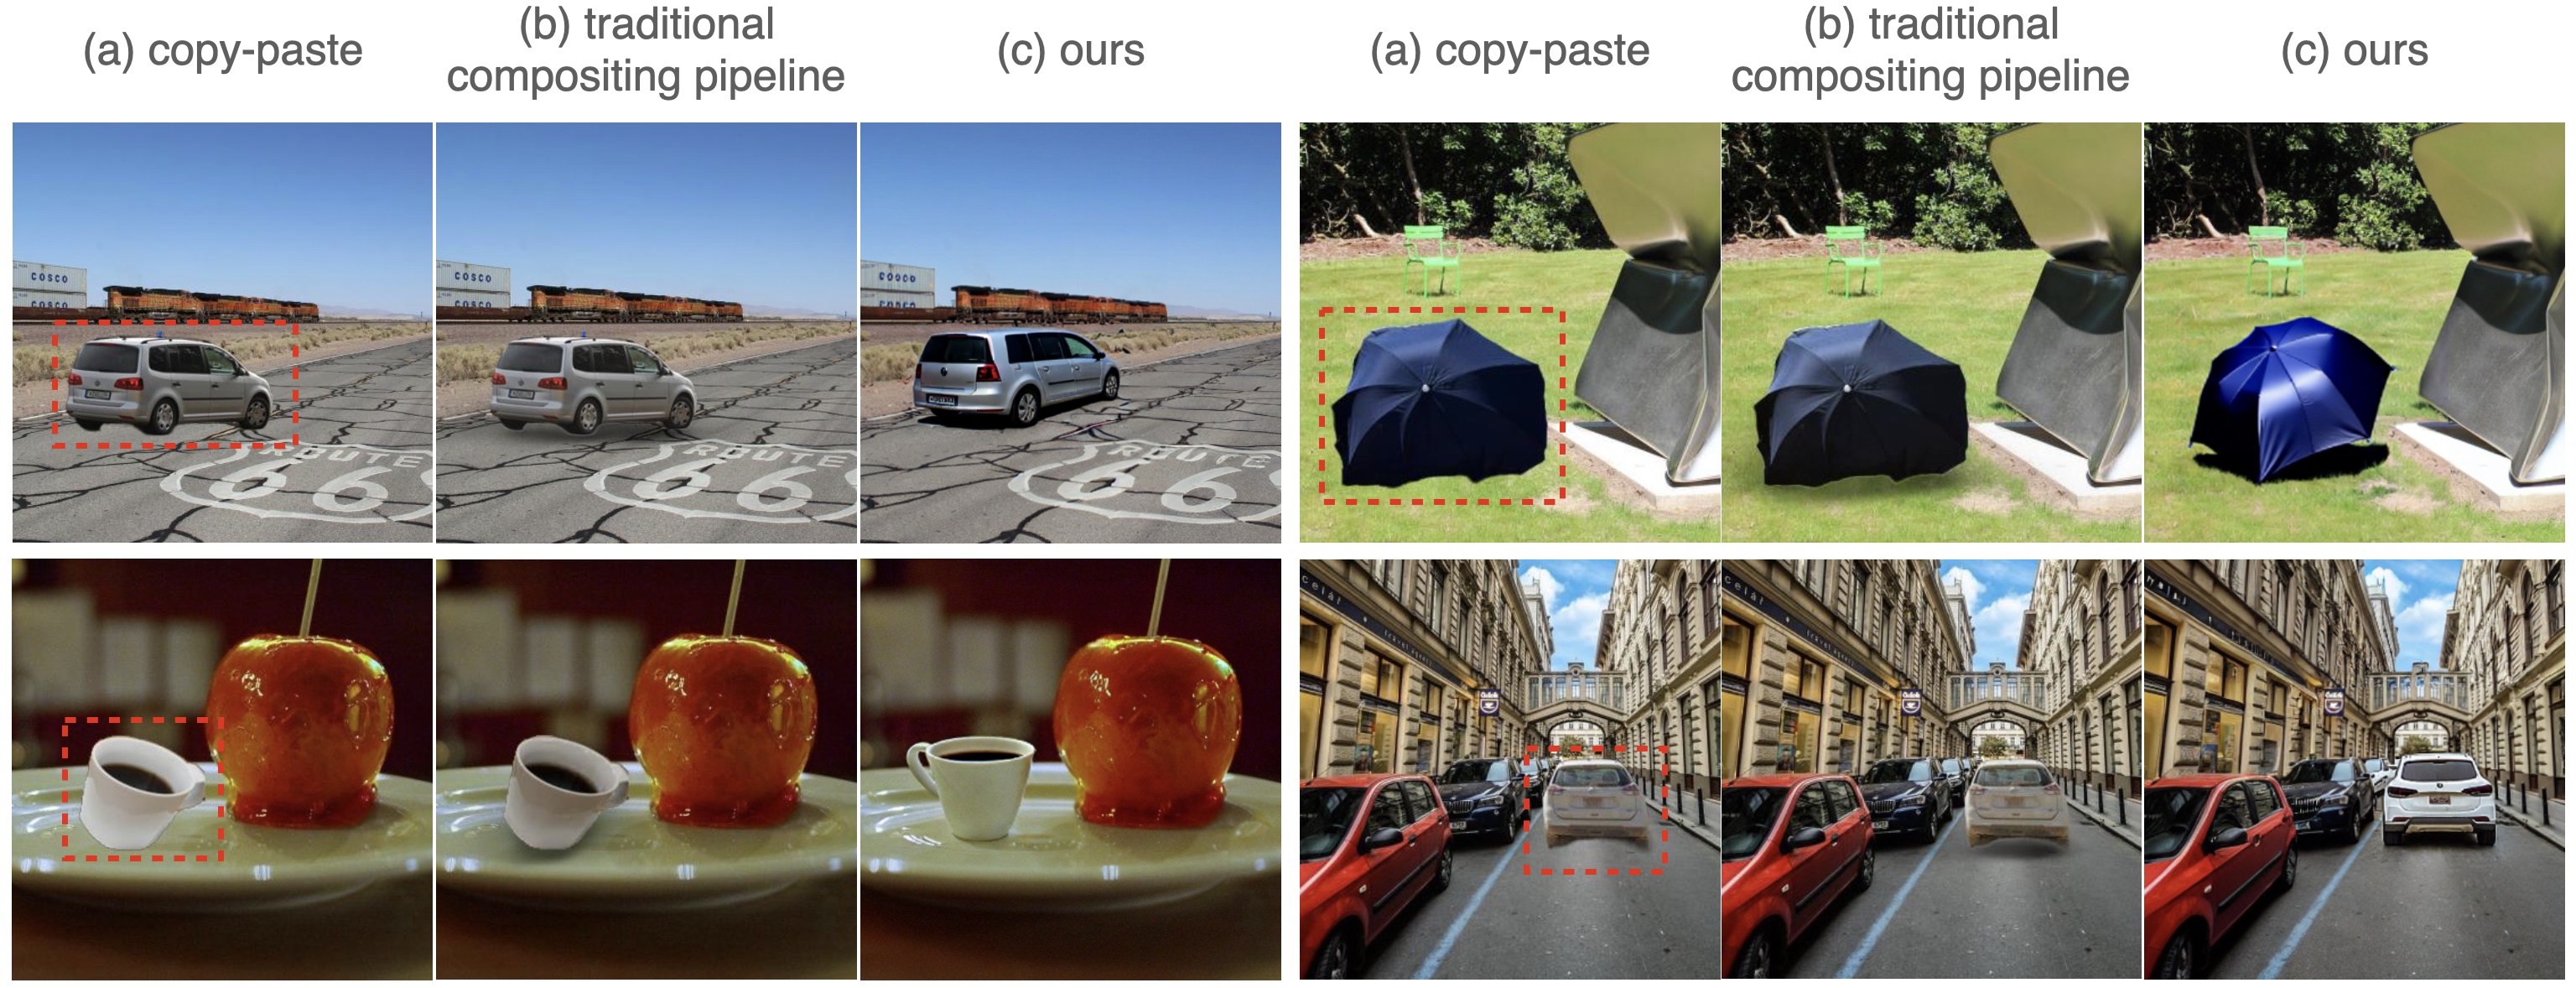 (a) copy-paste
(b) traditional
compositing pipeline
(c) ours
(a) copy-paste
(b) traditional
compositing pipeline
(c) ours
COSCO
COSCO
COSCO
COSCO
ROUTE
66
ROUTE
66
ROUTE
66